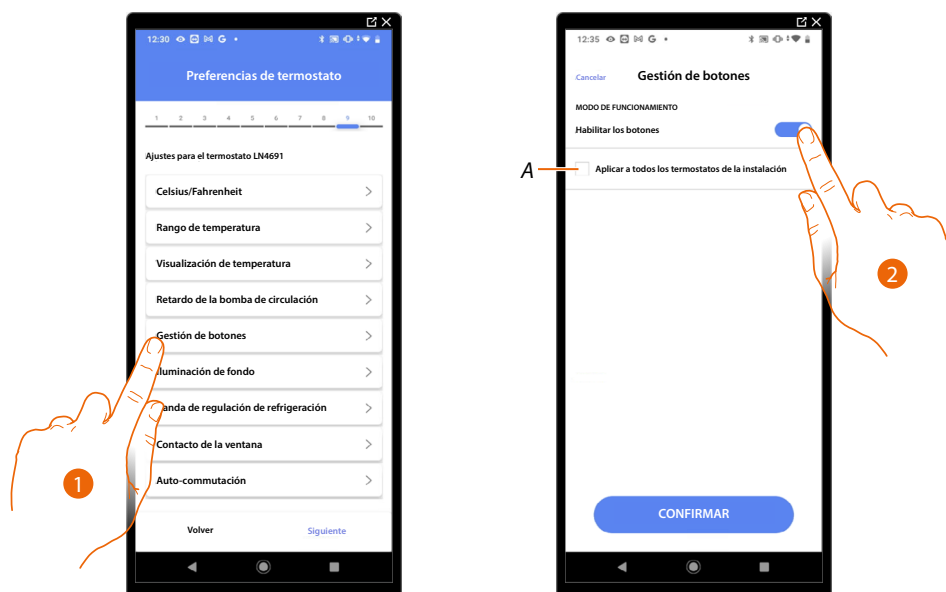 12:30 G
Preferencias de termostato
1 2 3 4 5 6 7 8 9 10
Ajustes para el termostato LN4691
Celsius/Fahrenheit
Rango de temperatura
Visualización de temperatura
Retardo de la bomba de circulación
Gestión de botones
Iluminación de fondo
anda de regulación de refrigeración
Contacto de la ventana
Auto-commutación
Volver Siguiente
1
12:35 G
Cancelar Gestión de botones
MODO DE FUNCIONAMIENTO
Habilitar los botones
A
Aplicar a todos los termostatos de la instalación
2
CONFIRMAR